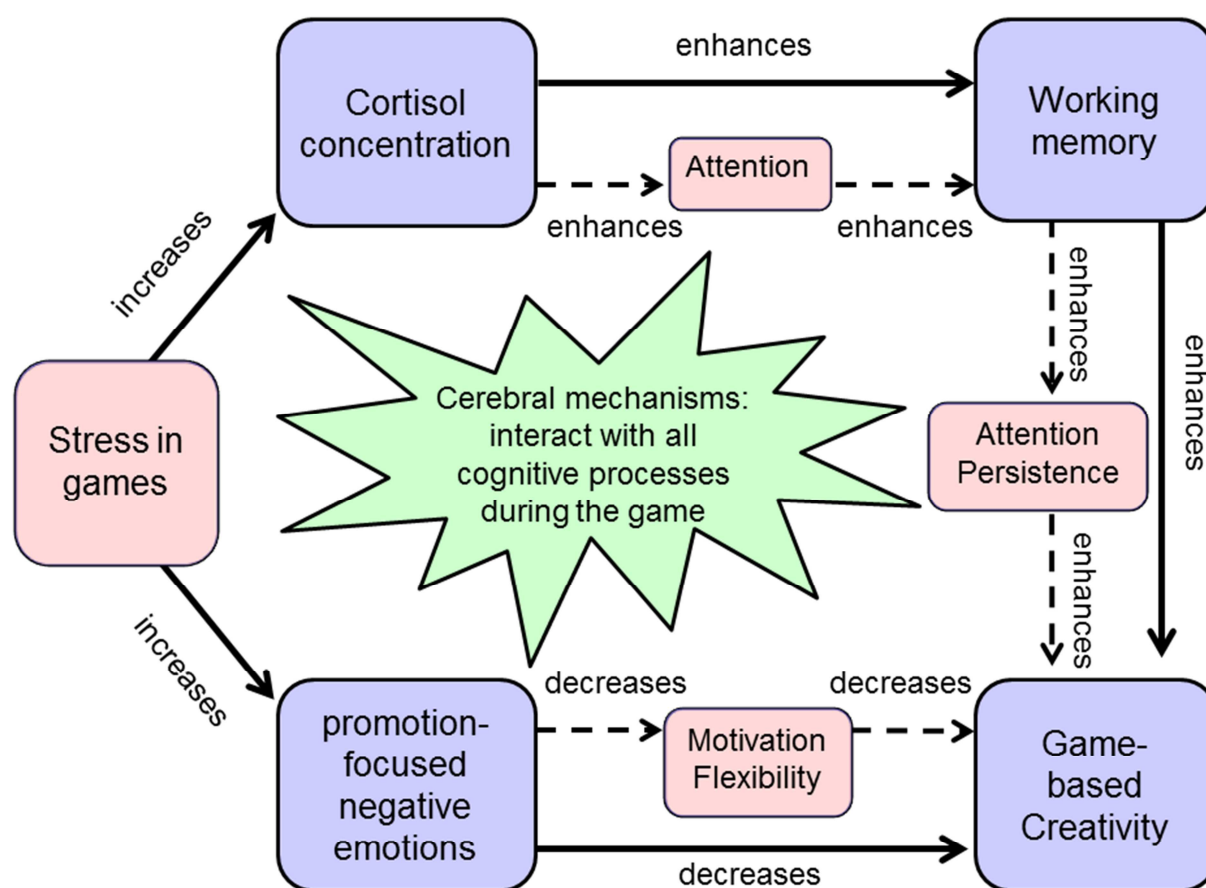 enhances
Cortisol
concentration
Working
memory
Attention
enhances
enhances
increases
enhances
enhances
Cerebral mechanisms:
interact with all
cognitive processes
during the game
Stress in
games
Attention
Persistence
enhances
increases
decreases
decreases
promotion-
focused
negative
emotions
Motivation
Flexibility
Game-
based
Creativity
decreases